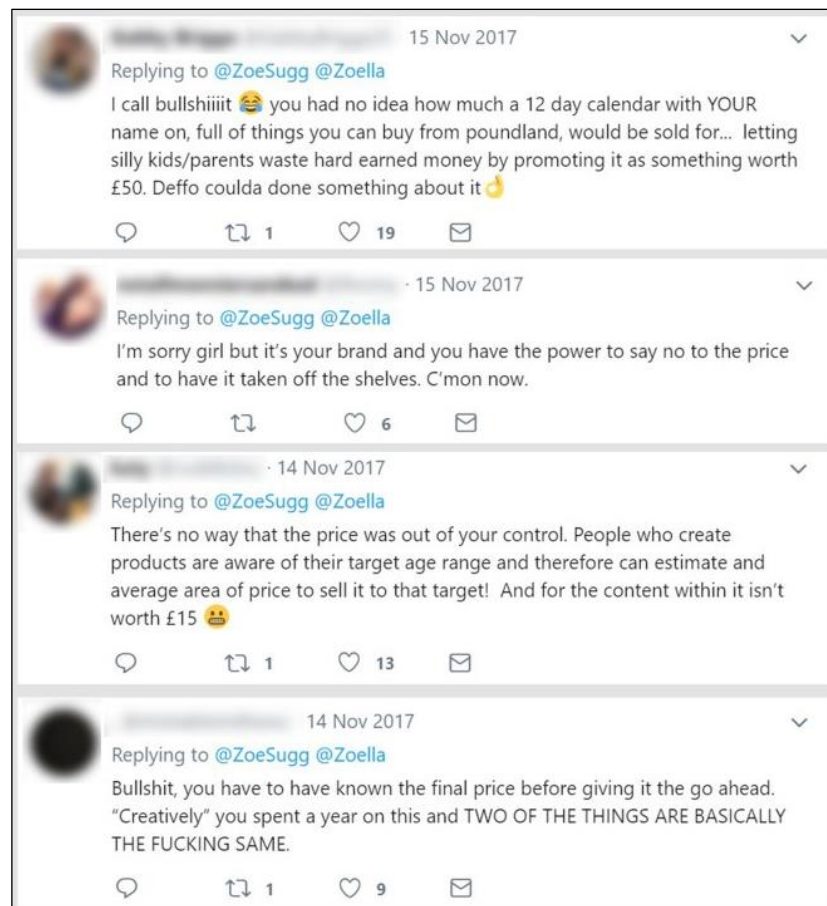 15 Nov 2017
Replying to @ZoeSugg @Zoella
I call bullshiiiit 😂 you had no idea how much a 12 day calendar with YOUR
name on, full of things you can buy from poundland, would be sold for... letting
silly kids/parents waste hard earned money by promoting it as something worth
£50. Deffo coulda done something about it👌
1 19
· 15 Nov 2017
Replying to @ZoeSugg @Zoella
I'm sorry girl but it's your brand and you have the power to say no to the price
and to have it taken off the shelves. C'mon now.
6
· 14 Nov 2017
Replying to @ZoeSugg @Zoella
There's no way that the price was out of your control. People who create
products are aware of their target age range and therefore can estimate and
average area of price to sell it to that target! And for the content within it isn't
worth £15 😬
1 13
14 Nov 2017
Replying to @ZoeSugg @Zoella
Bullshit, you have to have known the final price before giving it the go ahead.
"Creatively" you spent a year on this and TWO OF THE THINGS ARE BASICALLY
THE FUCKING SAME.
1 9